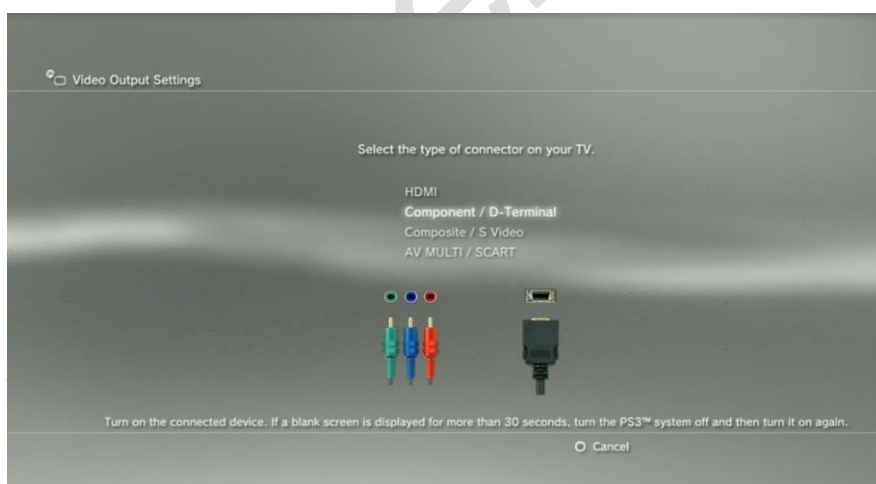 Video Output Settings
Select the type of connector on your TV.
HDMI
Component / D-Terminal
Composite / S Video
AV MULTI / SCART
Turn on the connected device. If a blank screen is displayed for more than 30 seconds, turn the PS3™ system off and then turn it on again.
Cancel